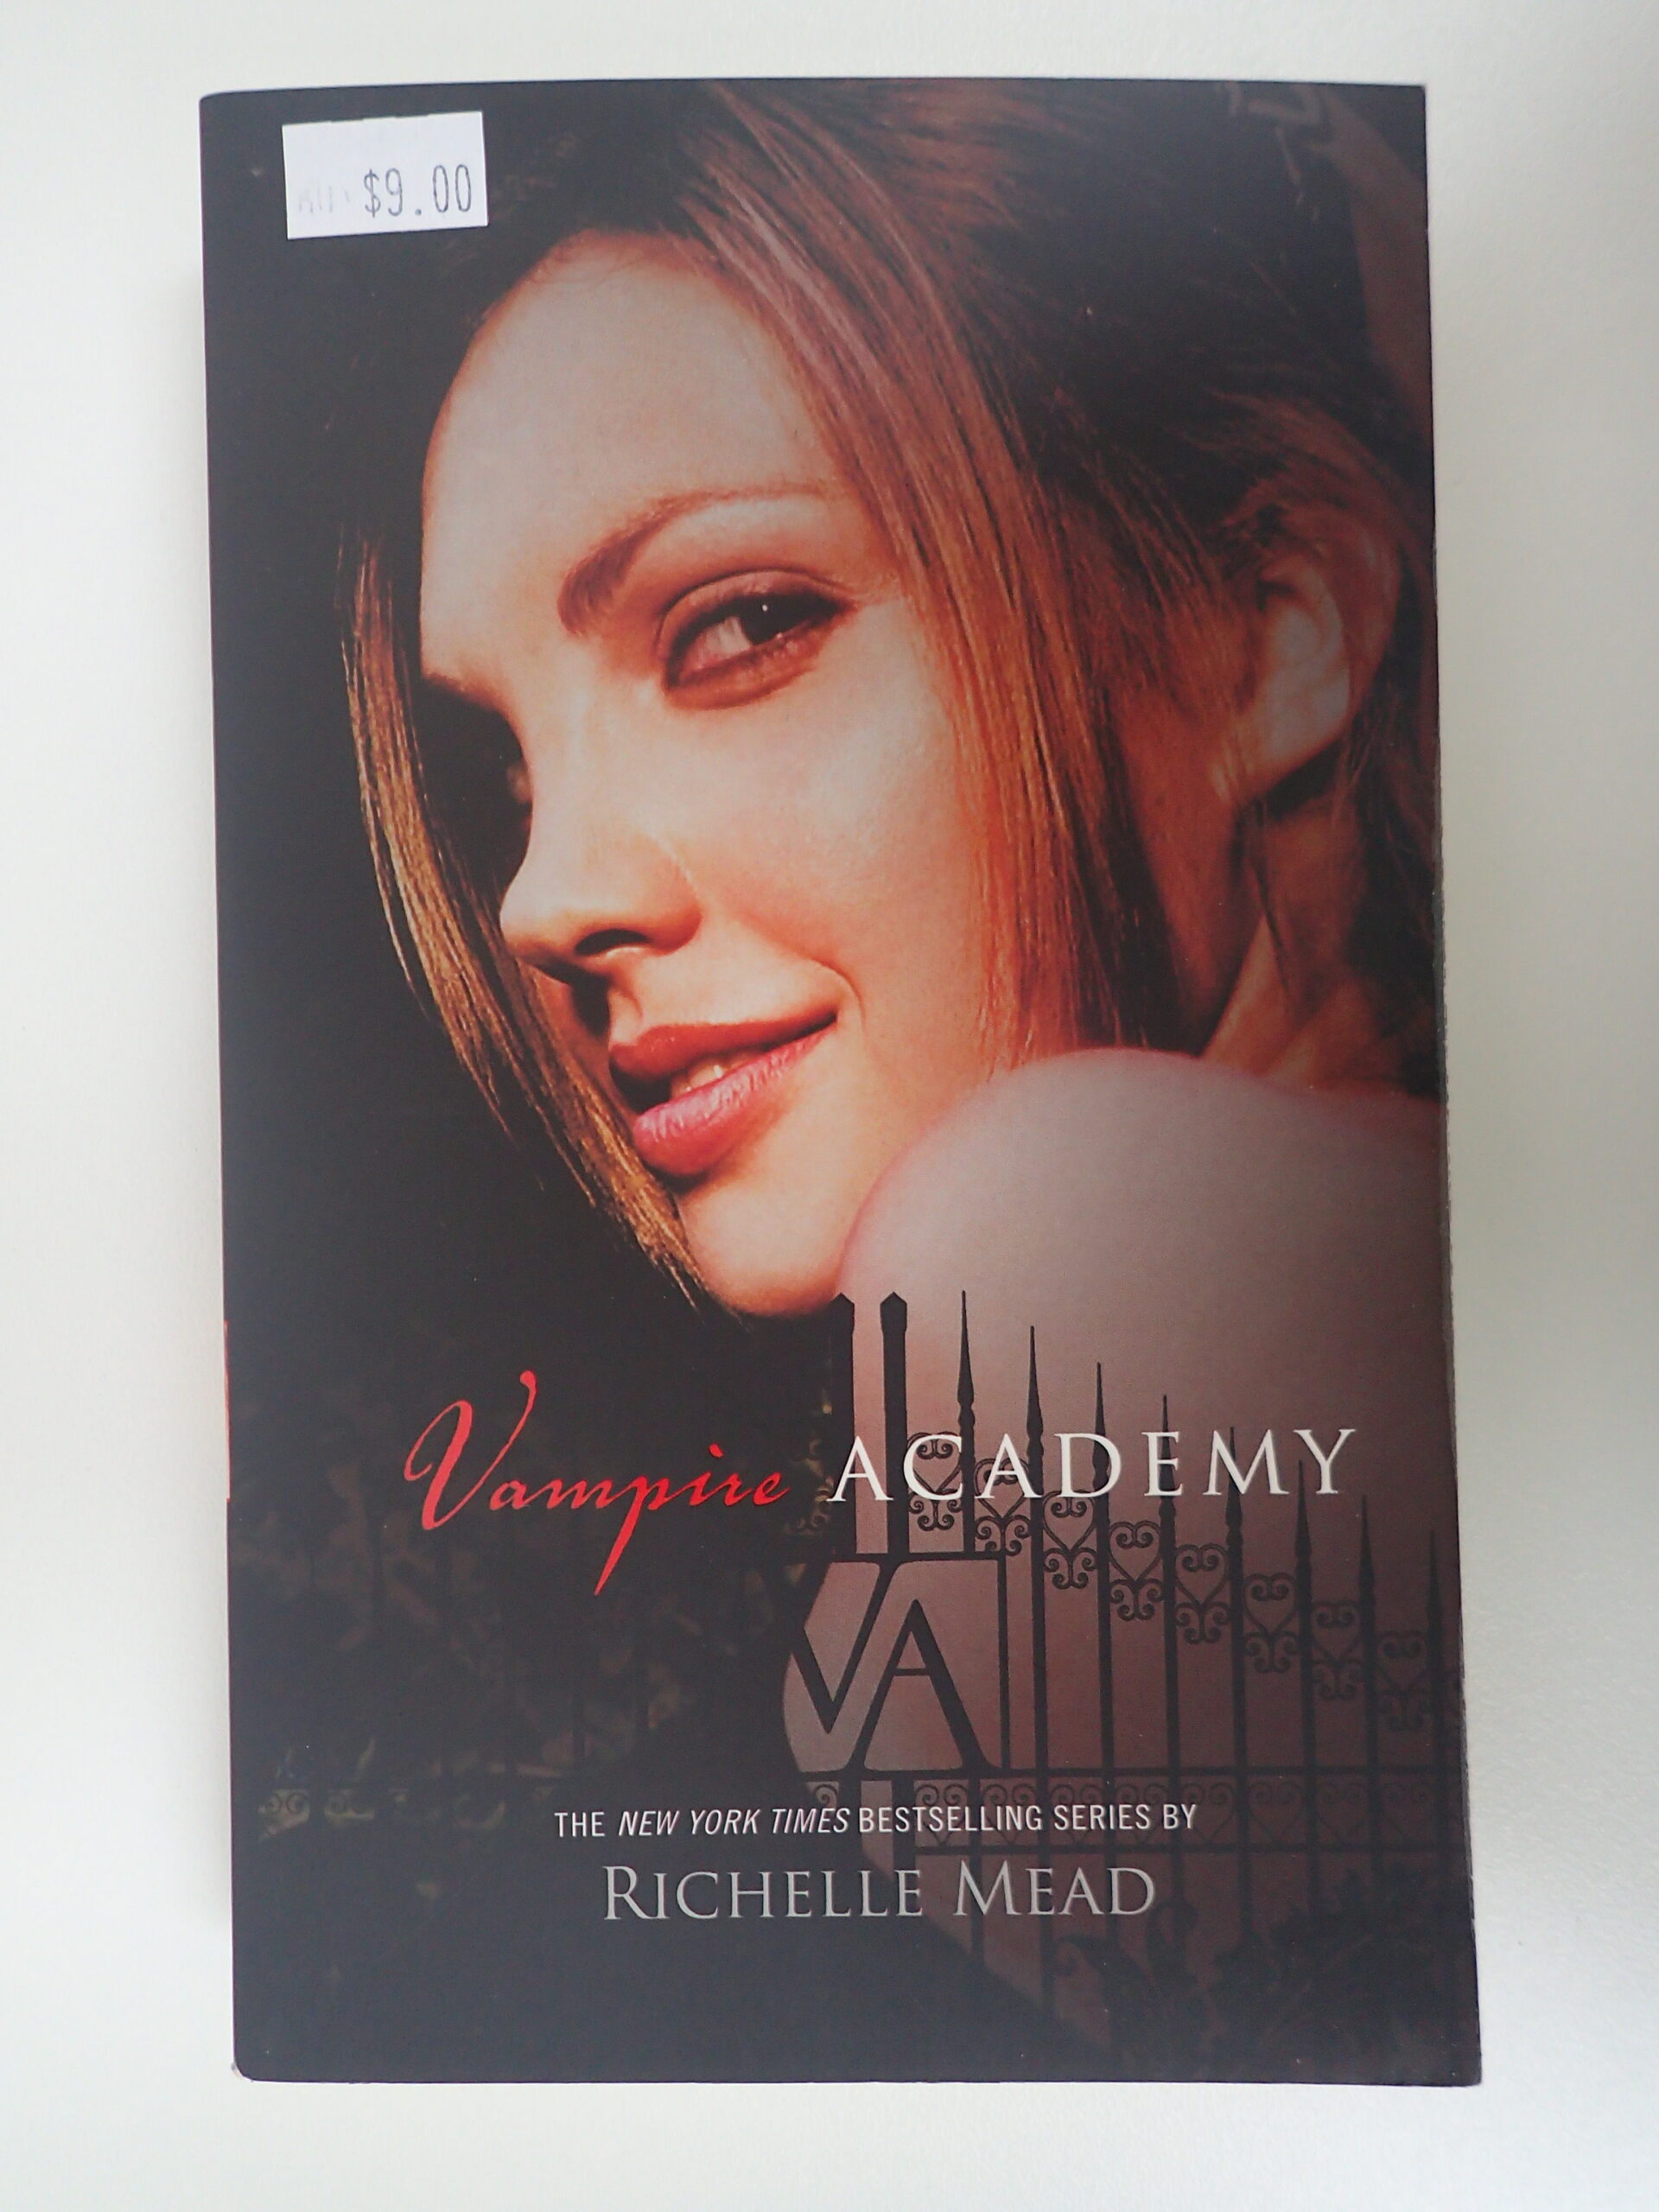 $9.00
Vampire ACADEMY
VA
THE NEW YORK TIMES BESTSELLING SERIES BY
RICHELLE MEAD